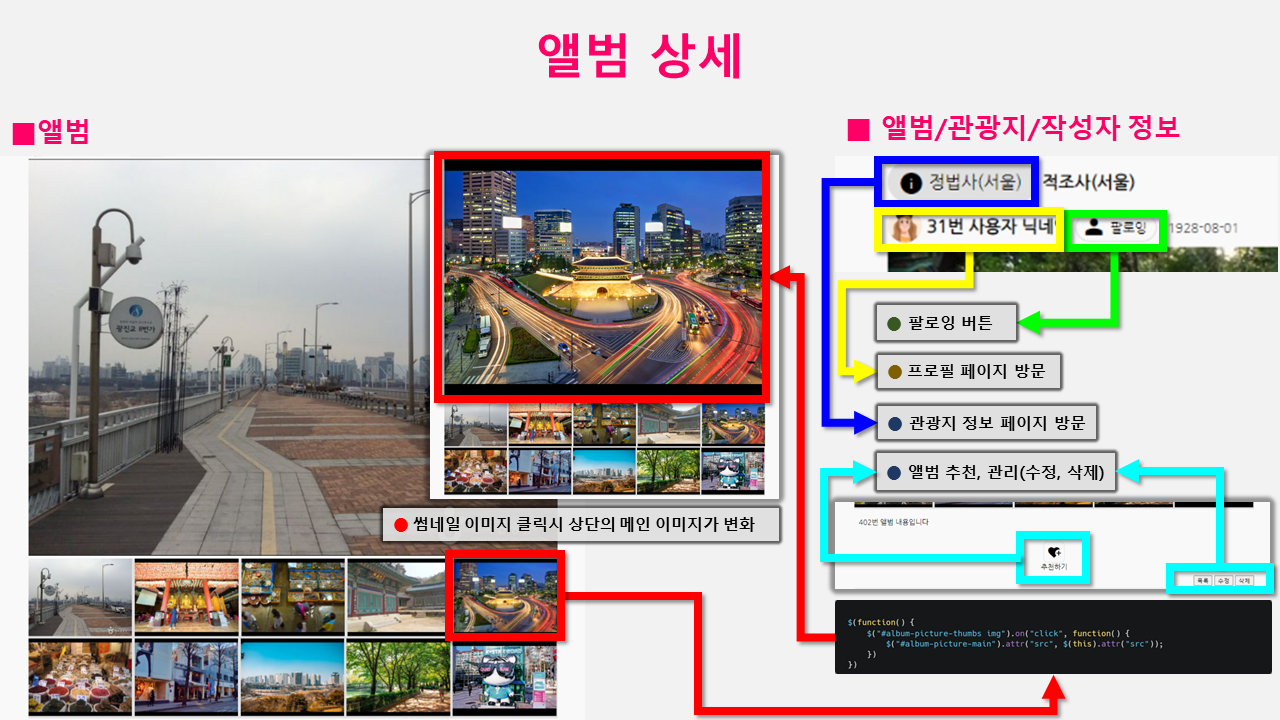 앨범 상세
■앨범
■ 앨범/관광지/작성자 정보
정법사(서울) 적조사(서울)
31번 사용자 닉네 팔로잉 1928-08-01
● 팔로잉 버튼
● 프로필 페이지 방문
● 관광지 정보 페이지 방문
● 앨범 추천, 관리(수정, 삭제)
● 썸네일 이미지 클릭시 상단의 메인 이미지가 변화
402번 앨범 내용입니다
추천하기
목록 수정 삭제
$(function() {
$("#album-picture-thumbs img").on("click", function() {
$("#album-picture-main").attr("src", $(this).attr("src"));
})
})
광진교 8번가